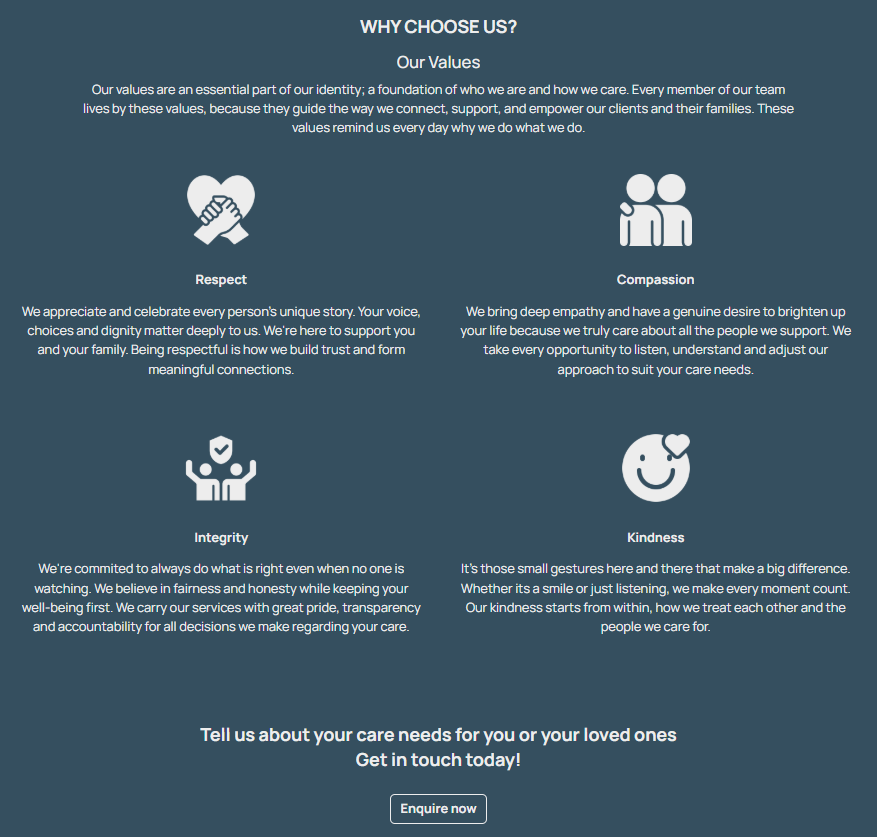 WHY CHOOSE US?
Our Values
Our values are an essential part of our identity; a foundation of who we are and how we care. Every member of our team
lives by these values, because they guide the way we connect, support, and empower our clients and their families. These
values remind us every day why we do what we do.
Respect
We appreciate and celebrate every person's unique story. Your voice,
choices and dignity matter deeply to us. We're here to support you
and your family. Being respectful is how we build trust and form
meaningful connections.
Compassion
We bring deep empathy and have a genuine desire to brighten up
your life because we truly care about all the people we support. We
take every opportunity to listen, understand and adjust our
approach to suit your care needs.
Integrity
We're commited to always do what is right even when no one is
watching. We believe in fairness and honesty while keeping your
well-being first. We carry our services with great pride, transparency
and accountability for all decisions we make regarding your care.
Kindness
It's those small gestures here and there that make a big difference.
Whether its a smile or just listening, we make every moment count.
Our kindness starts from within, how we treat each other and the
people we care for.
Tell us about your care needs for you or your loved ones
Get in touch today!
Enquire now